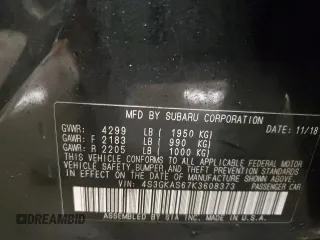 MFD BY SUBARU CORPORATION
GVWR: 4299 LB ( 1950 KG) DATE: 11/18
GAWR: F 2183 LB ( 990 KG)
GAWR: R 2205 LB ( 1000 KG)
THIS VEHICLE CONFORMS TO ALL APPLICABLE FEDERAL MOTOR
VEHICLE SAFETY, BUMPER, AND THEFT PREVENTION STANDARDS
IN EFFECT ON THE DATE OF MANUFACTURE SHOWN ABOVE.
VIN: 4S3GKAS67K3608373 PASSENGER CAR
ASSEMBLED BY SIA, INC. MADE IN U.S.A.
DREAMBID